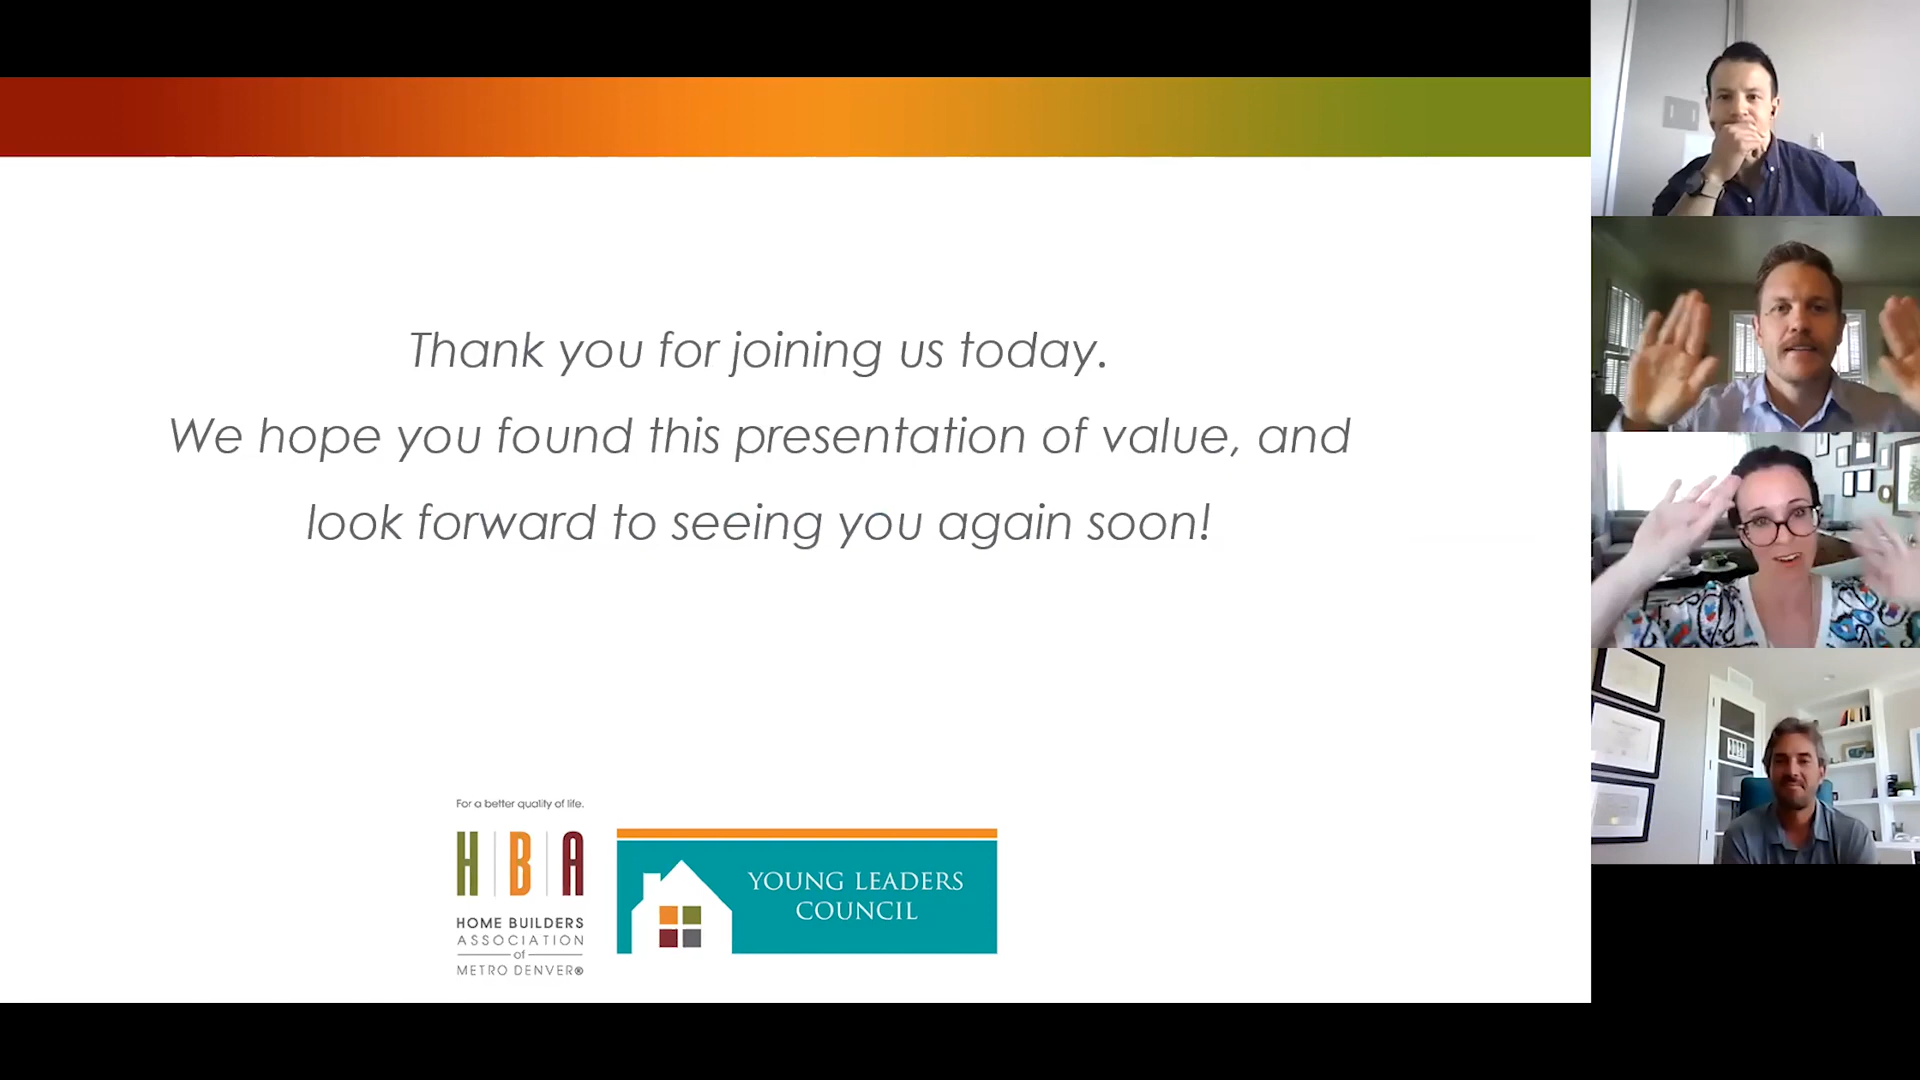 Thank you for joining us today.
We hope you found this presentation of value, and
look forward to seeing you again soon!
For a better quality of life.
HBA
HOME BUILDERS
ASSOCIATION
of
METRO DENVER®
YOUNG LEADERS
COUNCIL